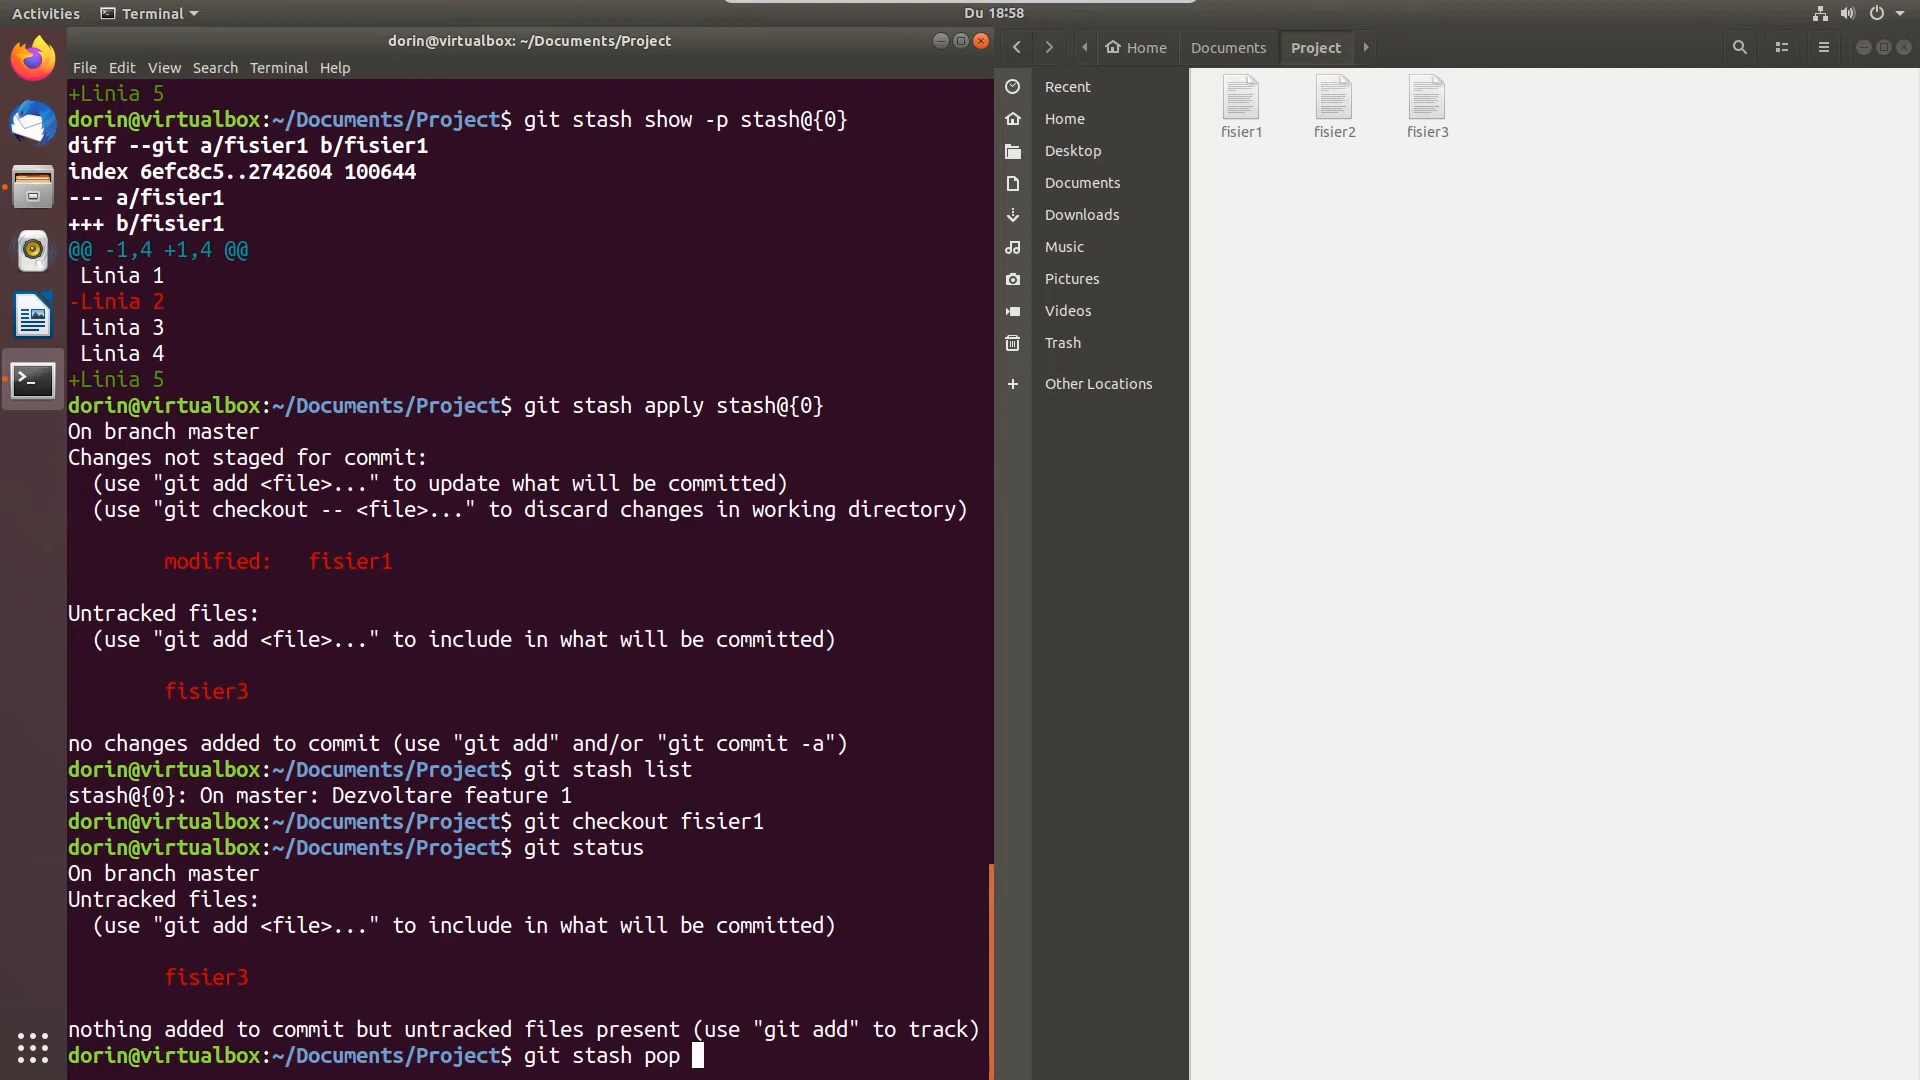 Activities
Terminal
Du 18:58
dorin@virtualbox: ~/Documents/Project
File Edit View Search Terminal Help
+Linia 5
dorin@virtualbox:~/Documents/Project$ git stash show -p stash@{0}
diff --git a/fisier1 b/fisier1
index 6efc8c5..2742604 100644
--- a/fisier1
+++ b/fisier1
@@ -1,4 +1,4 @@
 Linia 1
-Linia 2
 Linia 3
 Linia 4
+Linia 5
dorin@virtualbox:~/Documents/Project$ git stash apply stash@{0}
On branch master
Changes not staged for commit:
  (use "git add <file>..." to update what will be committed)
  (use "git checkout -- <file>..." to discard changes in working directory)
        modified:   fisier1
Untracked files:
  (use "git add <file>..." to include in what will be committed)
        fisier3
no changes added to commit (use "git add" and/or "git commit -a")
dorin@virtualbox:~/Documents/Project$ git stash list
stash@{0}: On master: Dezvoltare feature 1
dorin@virtualbox:~/Documents/Project$ git checkout fisier1
dorin@virtualbox:~/Documents/Project$ git status
On branch master
Untracked files:
  (use "git add <file>..." to include in what will be committed)
        fisier3
nothing added to commit but untracked files present (use "git add" to track)
dorin@virtualbox:~/Documents/Project$ git stash pop
Home Documents Project
Recent
Home
Desktop
Documents
Downloads
Music
Pictures
Videos
Trash
Other Locations
fisier1 fisier2 fisier3